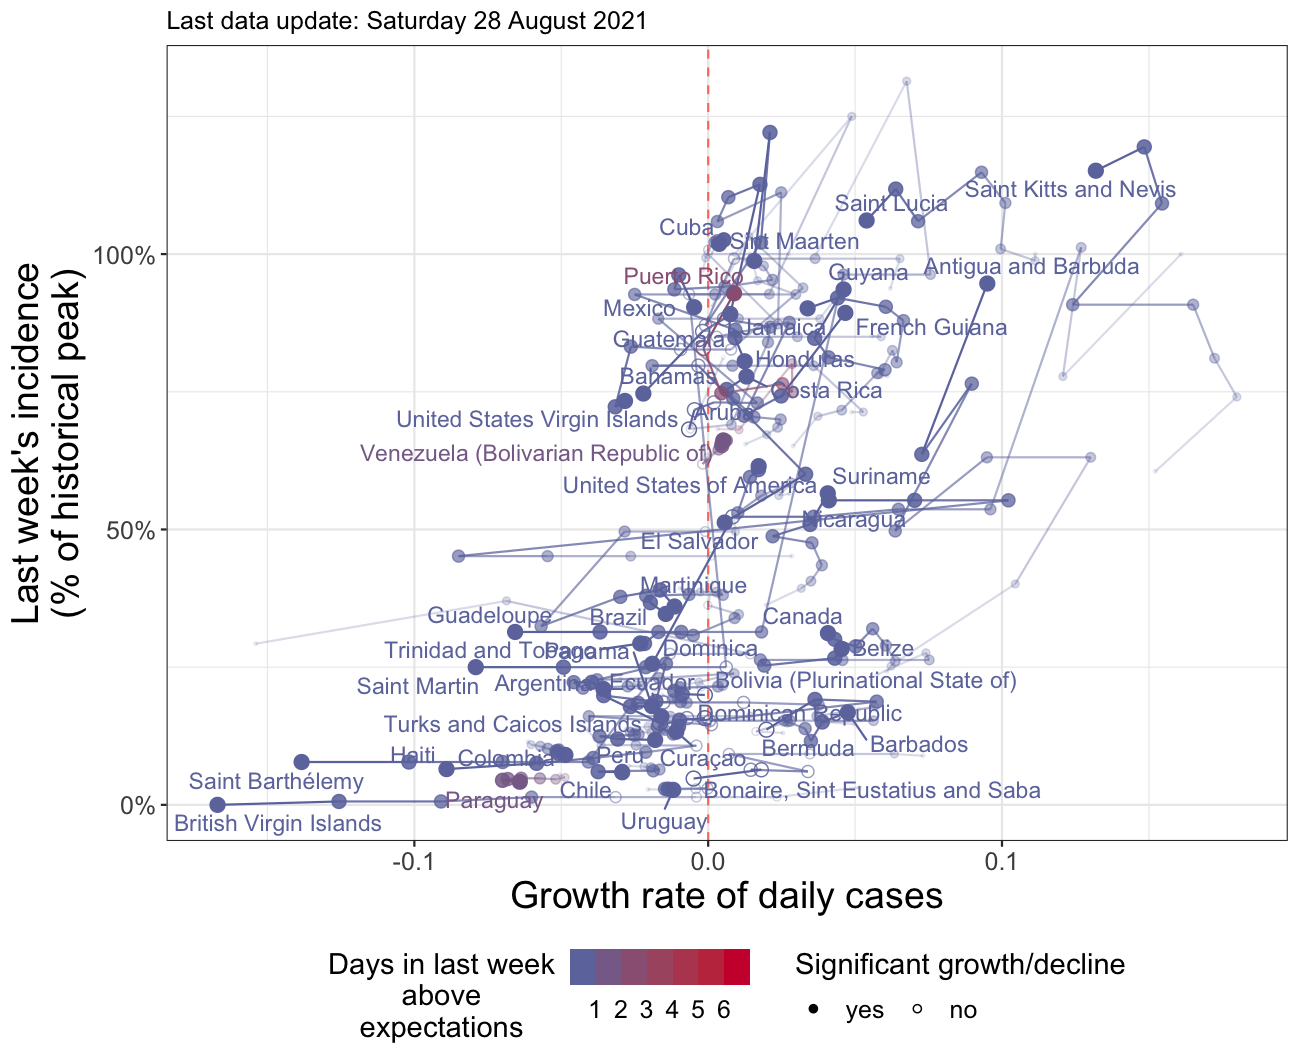 Last data update: Saturday 28 August 2021
Last week's incidence
(% of historical peak)
100%
50%
0%
Saint Kitts and Nevis
Saint Lucia
Cuba
Sint Maarten
Antigua and Barbuda
Puerto Rico
Guyana
Mexico
Jamaica
French Guiana
Guatemala
Honduras
Bahamas
Costa Rica
United States Virgin Islands
Aruba
Venezuela (Bolivarian Republic of)
Suriname
United States of America
Nicaragua
El Salvador
Martinique
Guadeloupe
Brazil
Canada
Trinidad and Tobago
Panama
Dominica
Belize
Saint Martin
Argentina
Ecuador
Bolivia (Plurinational State of)
Turks and Caicos Islands
Dominican Republic
Haiti
Colombia
Peru
Curaçao
Bermuda
Barbados
Saint Barthélemy
Paraguay
Chile
Bonaire, Sint Eustatius and Saba
British Virgin Islands
Uruguay
-0.1
0.0
0.1
Growth rate of daily cases
Days in last week
above
expectations
1 2 3 4 5 6
Significant growth/decline
yes
no